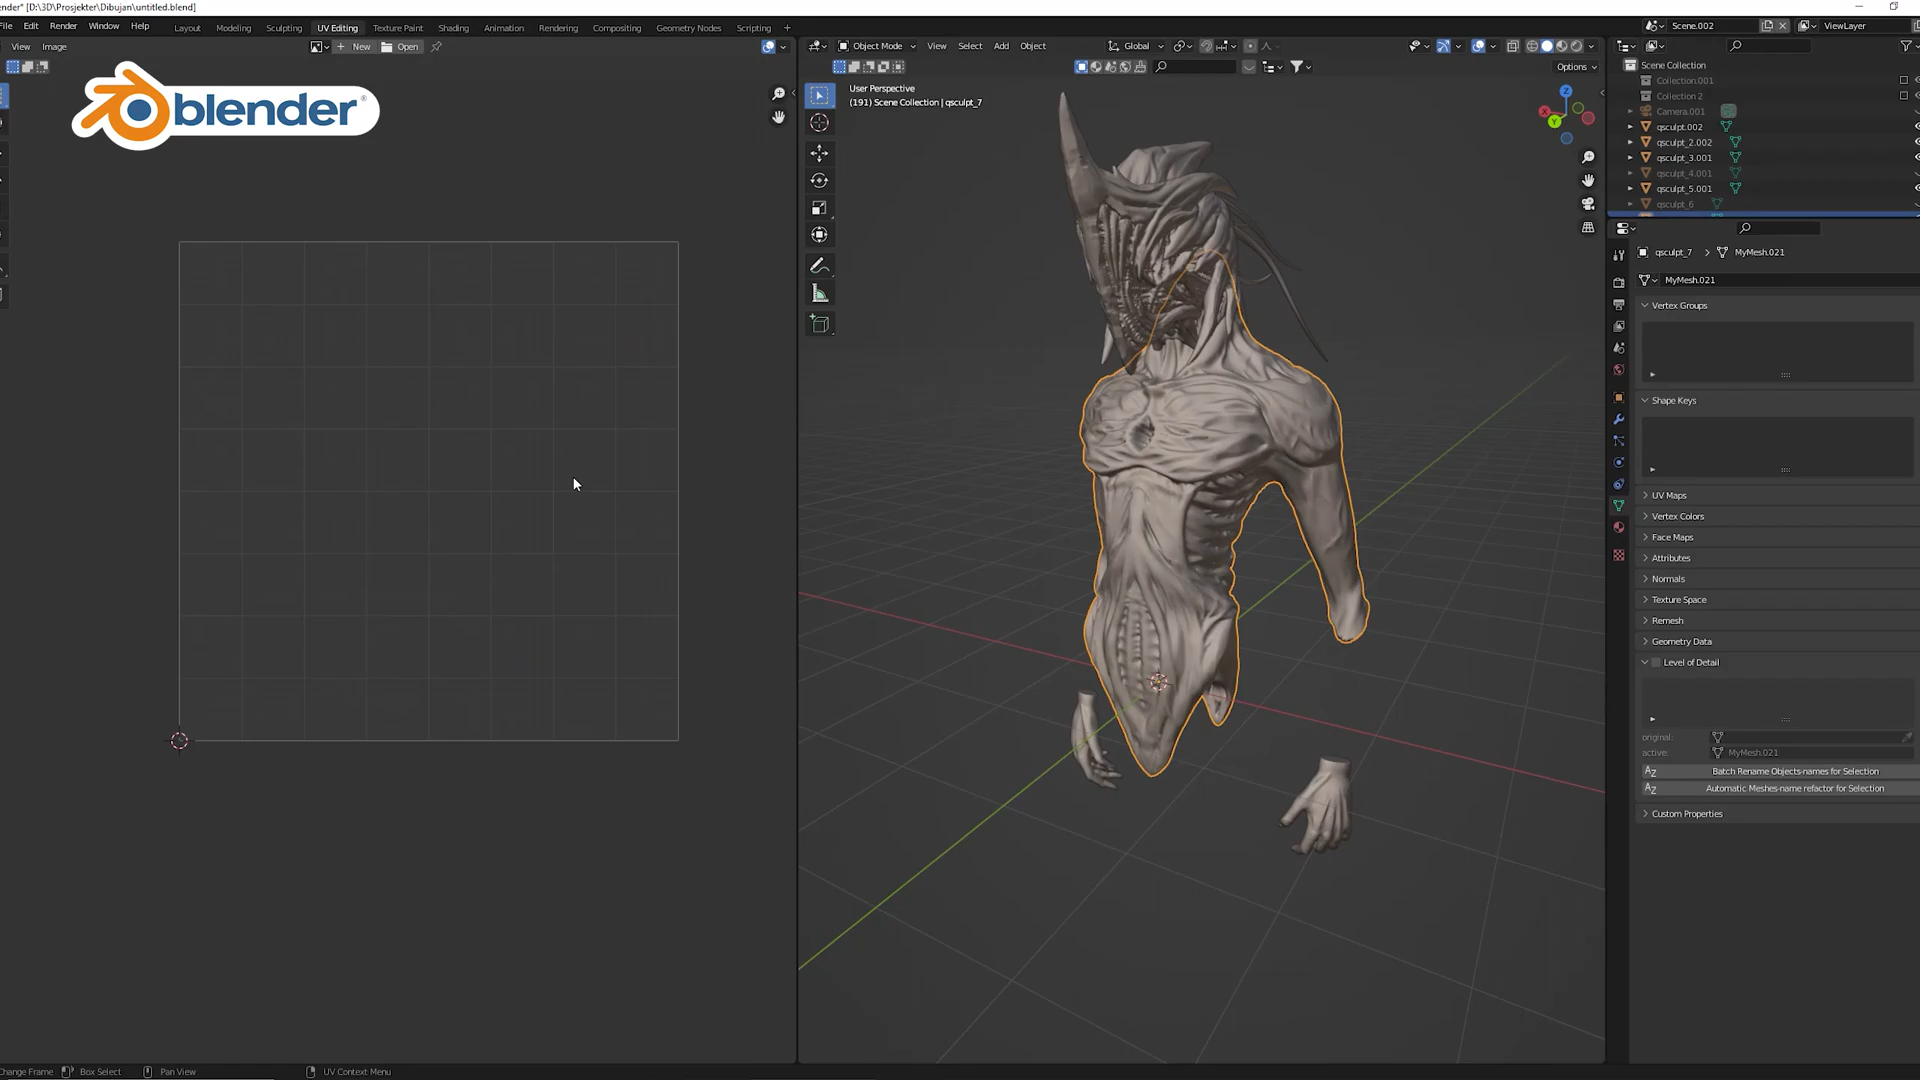 ender* [D:\3D\Prosjekter\Dibujan\untitled.blend]
File Edit Render Window Help Layout Modeling Sculpting UV Editing Texture Paint Shading Animation Rendering Compositing Geometry Nodes Scripting + Scene.002 ViewLayer
View Image + New Open Object Mode View Select Add Object Global
Options
blender®
User Perspective
(191) Scene Collection | qsculpt_7
Z
X
Y
Scene Collection
Collection.001
Collection 2
Camera.001
qsculpt.002
qsculpt_2.002
qsculpt_3.001
qsculpt_4.001
qsculpt_5.001
qsculpt_6
qsculpt_7 > MyMesh.021
MyMesh.021
Vertex Groups
Shape Keys
UV Maps
Vertex Colors
Face Maps
Attributes
Normals
Texture Space
Remesh
Geometry Data
Level of Detail
original:
active: MyMesh.021
AZ Batch Rename Objects-names for Selection
AZ Automatic Meshes-name refactor for Selection
Custom Properties
Change Frame Box Select Pan View UV Context Menu